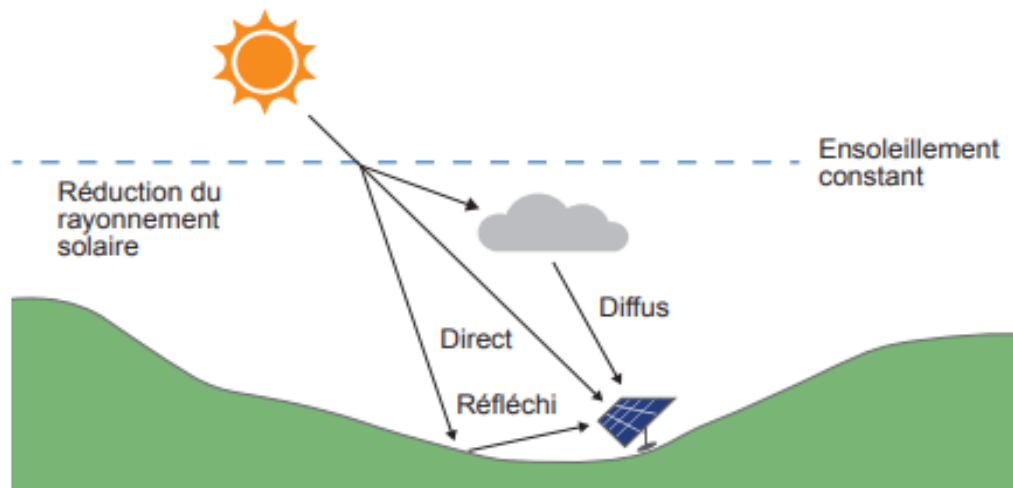 Ensoleillement
constant
Réduction du
rayonnement
solaire
Diffus
Direct
Réfléchi